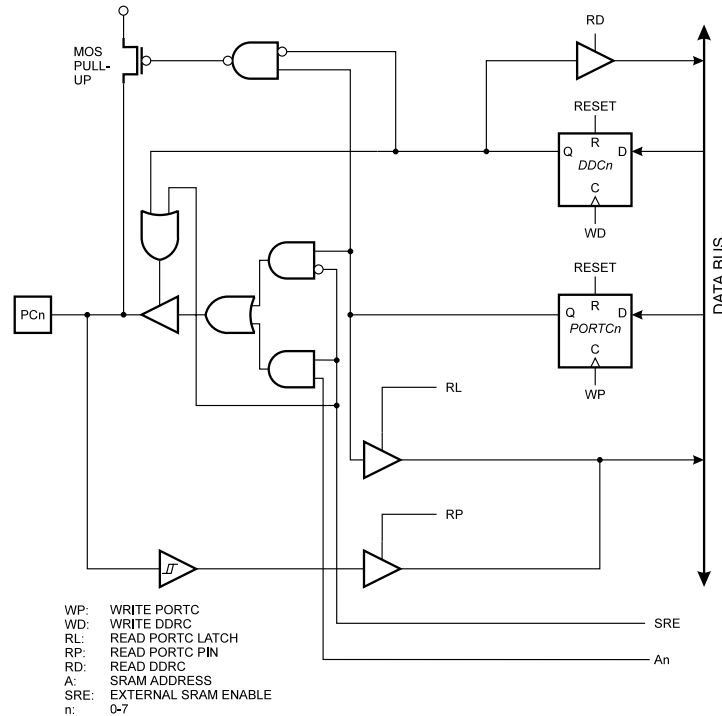 RD
MOS
PULL-
UP
RESET
R
Q D
DDCn
C
WD
RESET
R
PCn
Q D
PORTCn
C
WP
DATA BUS
RL
RP
WP: WRITE PORTC
WD: WRITE DDRC
RL: READ PORTC LATCH
RP: READ PORTC PIN
RD: READ DDRC
A: SRAM ADDRESS
SRE: EXTERNAL SRAM ENABLE
n: 0-7
SRE
An